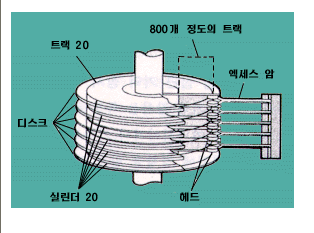 800개 정도의 트랙
트랙 20
엑세스 암
디스크
실린더 20
헤드